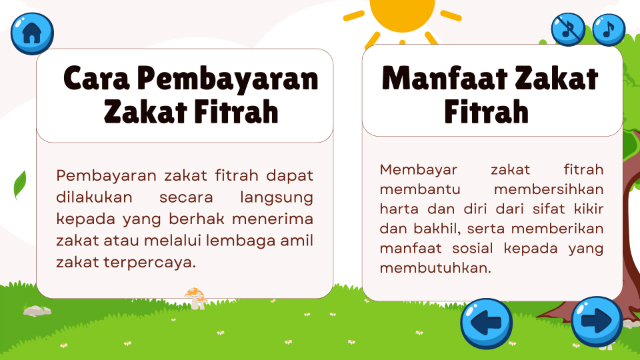 Cara Pembayaran
Zakat Fitrah
Pembayaran zakat fitrah dapat
dilakukan secara langsung
kepada yang berhak menerima
zakat atau melalui lembaga amil
zakat terpercaya.
Manfaat Zakat
Fitrah
Membayar zakat fitrah
membantu membersihkan
harta dan diri dari sifat kikir
dan bakhil, serta memberikan
manfaat sosial kepada yang
membutuhkan.